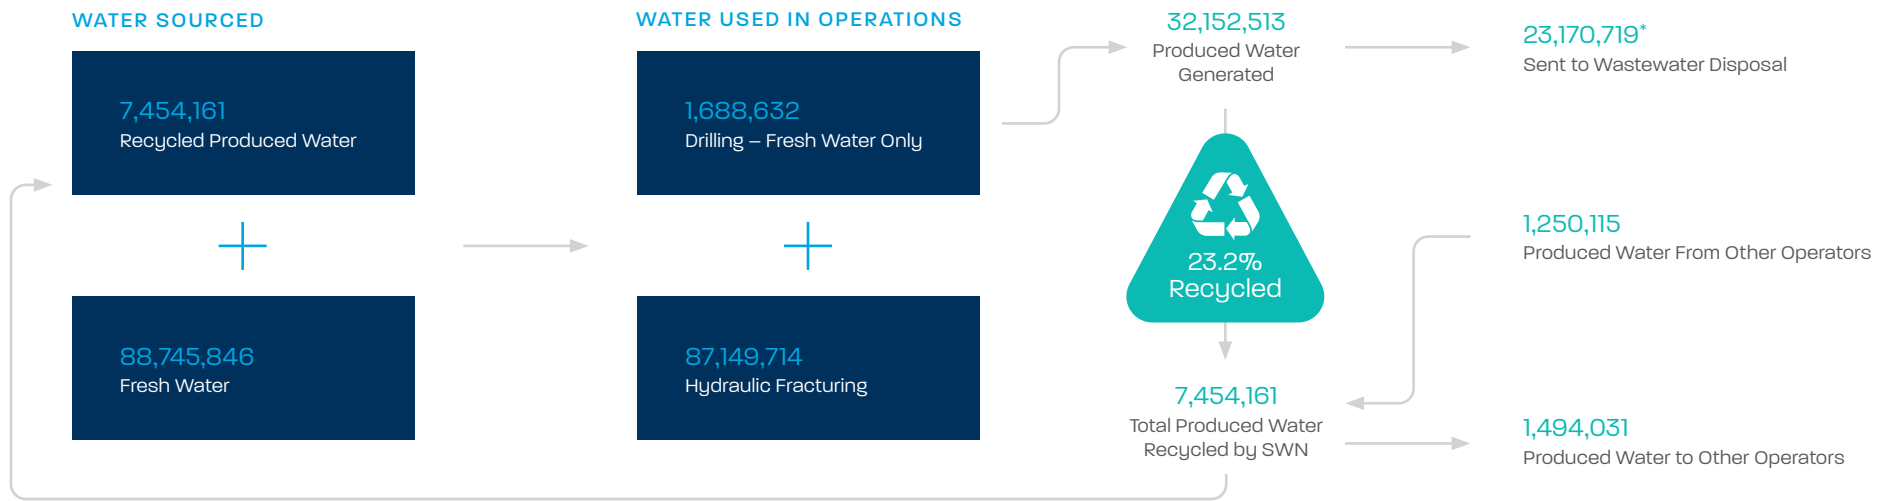 WATER SOURCED
7,454,161
Recycled Produced Water
88,745,846
Fresh Water
WATER USED IN OPERATIONS
1,688,632
Drilling – Fresh Water Only
87,149,714
Hydraulic Fracturing
32,152,513
Produced Water
Generated
23.2%
Recycled
7,454,161
Total Produced Water
Recycled by SWN
23,170,719*
Sent to Wastewater Disposal
1,250,115
Produced Water From Other Operators
1,494,031
Produced Water to Other Operators